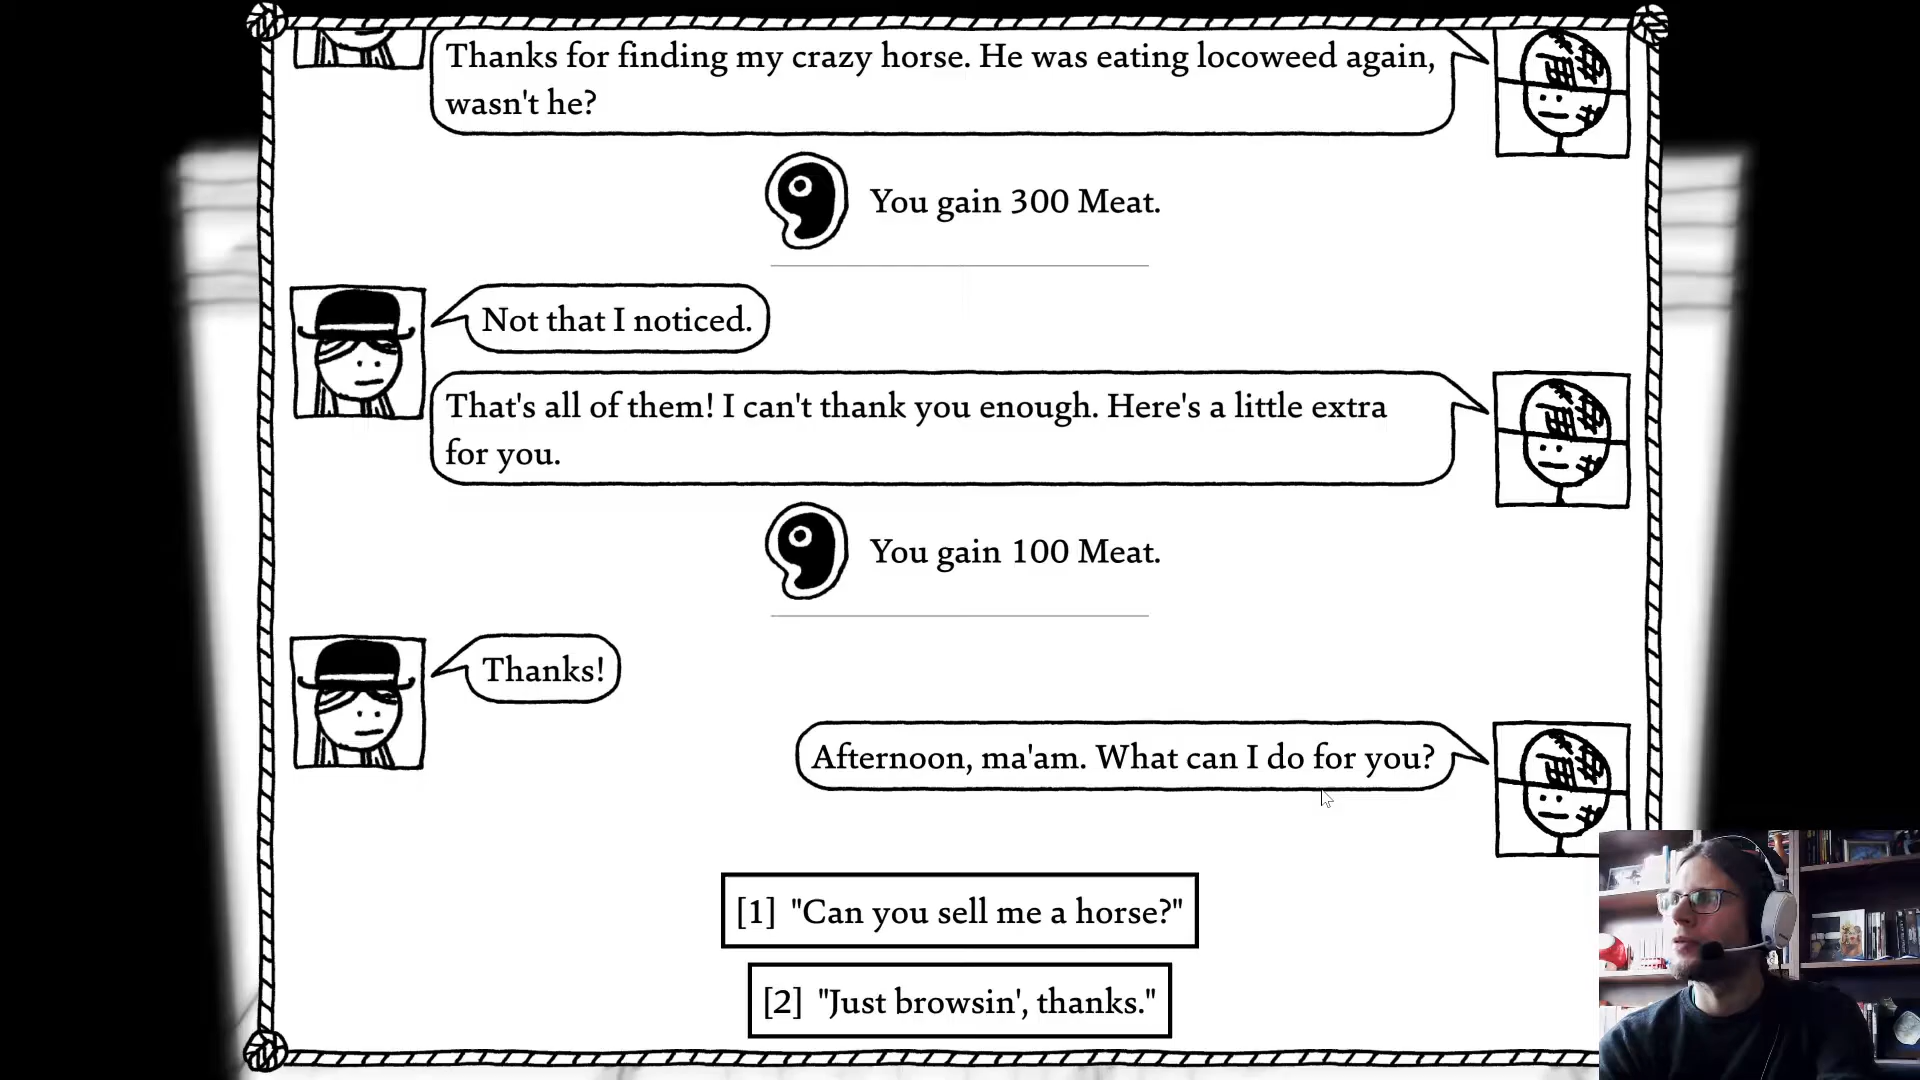 Thanks for finding my crazy horse. He was eating locoweed again,
wasn't he?
You gain 300 Meat.
Not that I noticed.
That's all of them! I can't thank you enough. Here's a little extra
for you.
You gain 100 Meat.
Thanks!
Afternoon, ma'am. What can I do for you?
[1] "Can you sell me a horse?"
[2] "Just browsin', thanks."